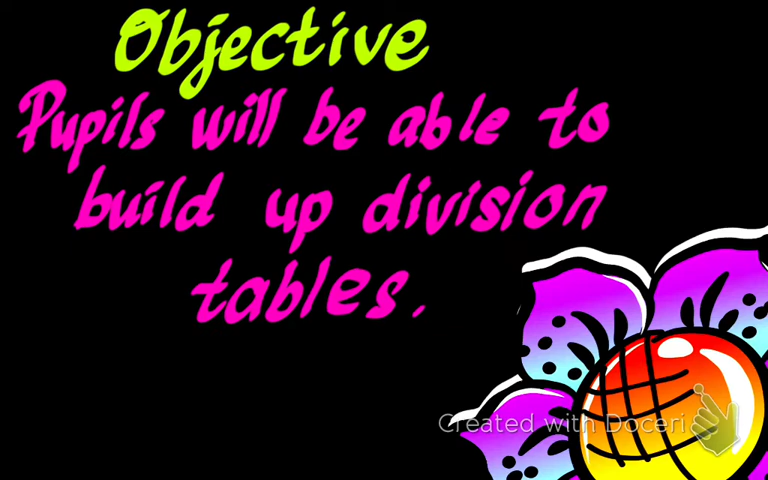 Objective
Pupils will be able to
build up division
tables.
Created with Doceri